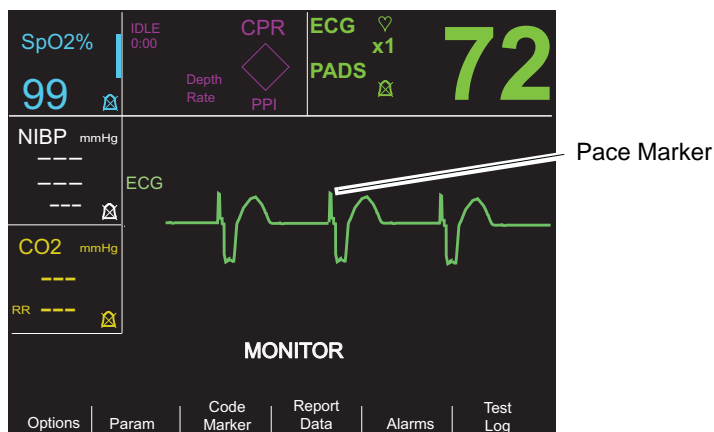 SpO2%
99
IDLE
0:00
CPR
Depth
Rate
PPI
ECG
x1
PADS
72
NIBP mmHg
---
---
---
ECG
Pace Marker
CO2 mmHg
---
RR ---
MONITOR
Options
Param
Code
Marker
Report
Data
Alarms
Test
Log